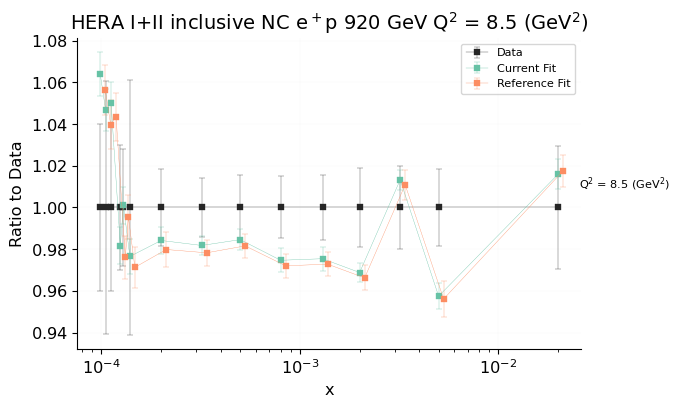 HERA I+II inclusive NC e⁺p 920 GeV Q² = 8.5 (GeV²)
Data
Current Fit
Reference Fit
Ratio to Data
1.08
1.06
1.04
1.02
1.00
0.98
0.96
0.94
Q² = 8.5 (GeV²)
10⁻⁴
10⁻³
10⁻²
x